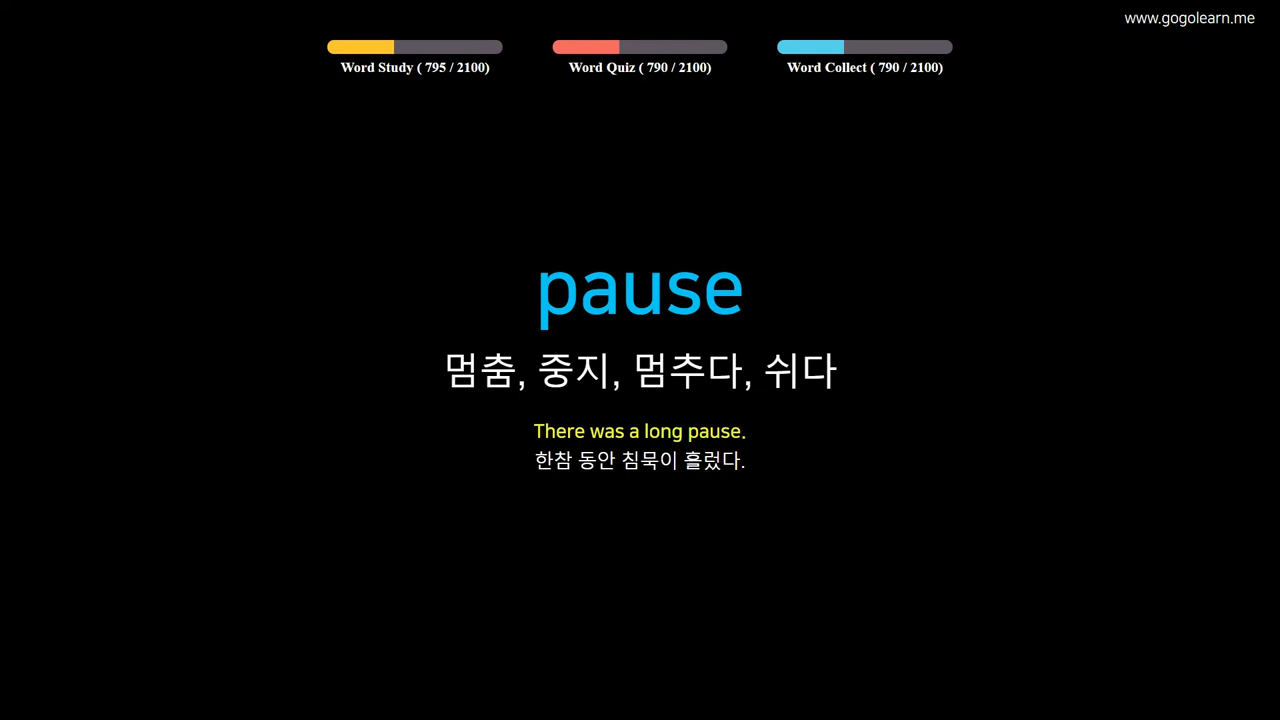 www.gogolearn.me
Word Study ( 795 / 2100)
Word Quiz ( 790 / 2100)
Word Collect ( 790 / 2100)
pause
멈춤, 중지, 멈추다, 쉬다
There was a long pause.
한참 동안 침묵이 흘렀다.